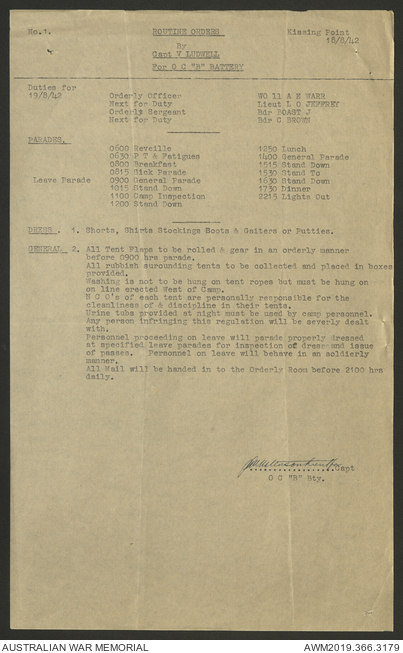 No.1. ROUTINE ORDERS Kissing Point
18/8/42
By
Capt V LUDWELL
For O C "B" BATTERY
Duties for
19/8/42 Orderly Officer WO 11 A E WARR
Next for Duty Lieut L O JEFFREY
Orderly Sergeant Bdr BOAST J
Next for Duty Bdr C BROWN
PARADES.
0600 Reveille 1250 Lunch
0630 P T & Fatigues 1400 General Parade
0800 Breakfast 1515 Stand Down
0815 Sick Parade 1530 Stand To
Leave Parade 0900 General Parade 1630 Stand Down
1015 Stand Down 1730 Dinner
1100 Camp Inspection 2215 Lights Out
1200 Stand Down
DRESS . 1. Shorts, Shirts Stockings Boots & Gaiters or Putties.
GENERAL 2. All Tent Flaps to be rolled & gear in an orderly manner
before 0900 hrs parade.
All rubbish surounding tents to be collected and placed in boxes
provided.
Washing is not to be hung on tent ropes but must be hung on
on line erected West of Camp.
N C O's of each tent are personally responsible for the
cleanliness of & discipline in their tents.
Urine tubs provided at night must be used by camp personnel.
Any person infringing this regulation will be severly dealt
with.
Personnel proceeding on leave will parade properly dressed
at specified leave parades for inspection of dress and issue
of passes. Personnel on leave will behave in an soldierly
manner.
All Mail will be handed in to the Orderly Room before 2100 hrs
daily.
Capt
O C "B" Bty.
AUSTRALIAN WAR MEMORIAL AWM2019.366.3179